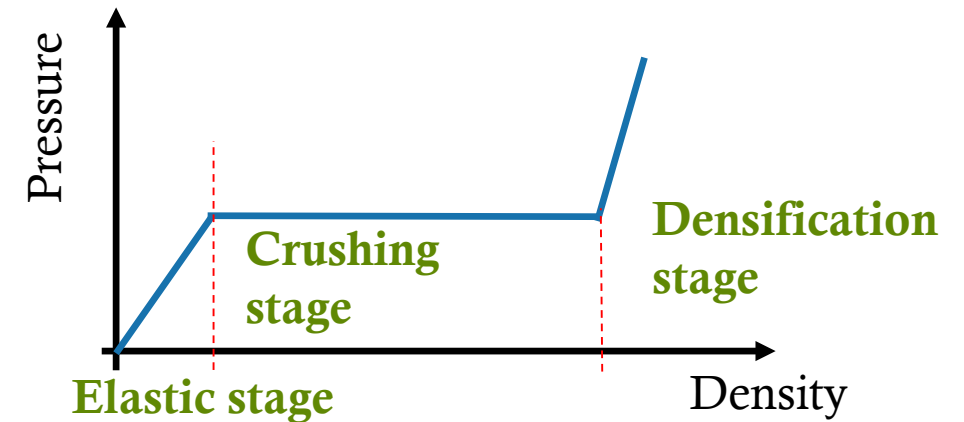 Pressure
Crushing
stage
Densification
stage
Elastic stage
Density